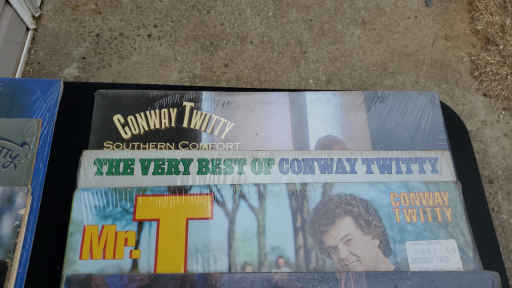 CONWAY TWITTY
SOUTHERN COMFORT
THE VERY BEST OF CONWAY TWITTY
Mr. T
CONWAY
TWITTY